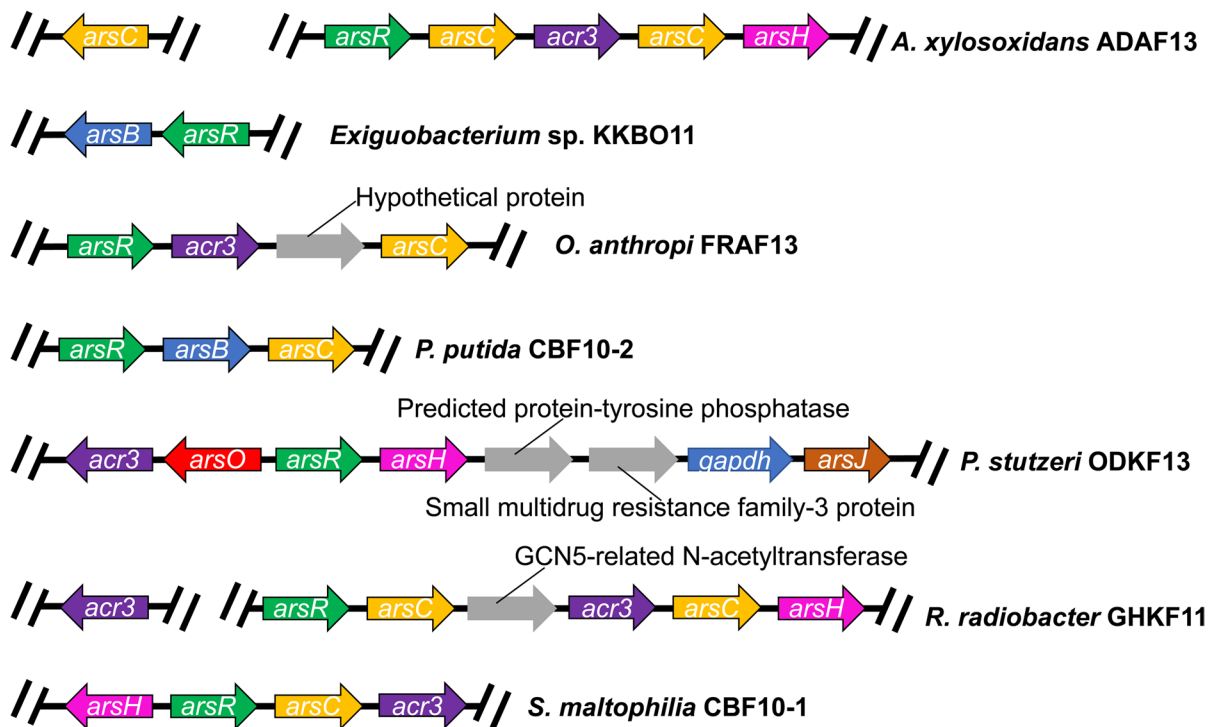 arsC arsR arsC acr3 arsC arsH A. xylosoxidans ADAF13
arsB arsR Exiguobacterium sp. KKBO11
Hypothetical protein
arsR acr3 arsC O. anthropi FRAF13
arsR arsB arsC P. putida CBF10-2
Predicted protein-tyrosine phosphatase
acr3 arsO arsR arsH gapdh arsJ P. stutzeri ODKF13
Small multidrug resistance family-3 protein
GCN5-related N-acetyltransferase
acr3 arsR arsC acr3 arsC arsH R. radiobacter GHKF11
arsH arsR arsC acr3 S. maltophilia CBF10-1